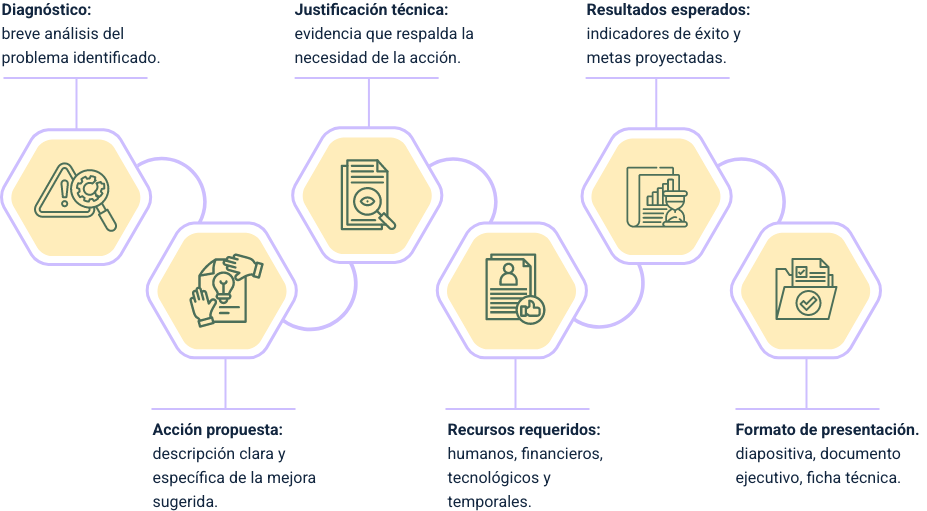 Diagnóstico:
breve análisis del
problema identificado.
Acción propuesta:
descripción clara y
específica de la mejora
sugerida.
Justificación técnica:
evidencia que respalda la
necesidad de la acción.
Recursos requeridos:
humanos, financieros,
tecnológicos y
temporales.
Resultados esperados:
indicadores de éxito y
metas proyectadas.
Formato de presentación.
diapositiva, documento
ejecutivo, ficha técnica.